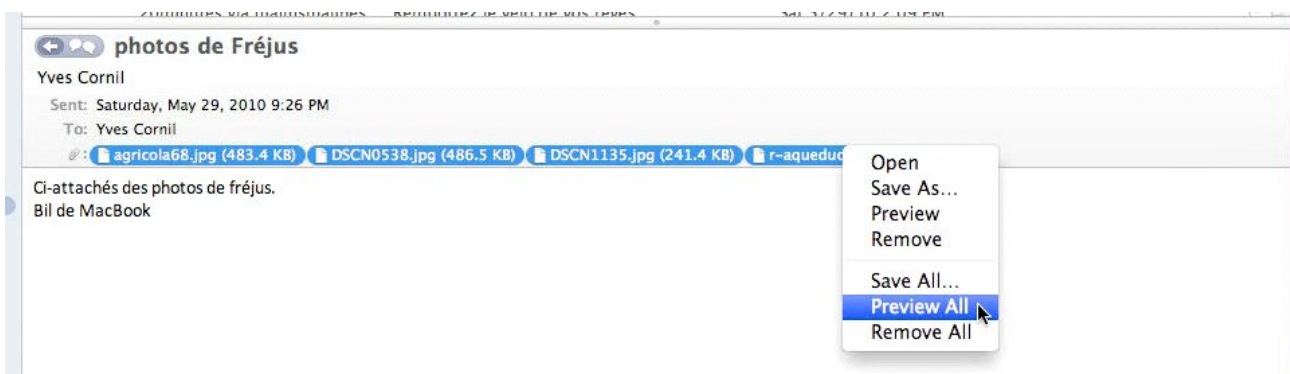 photos de Fréjus
Yves Cornil
Sent: Saturday, May 29, 2010 9:26 PM
To: Yves Cornil
: agricola68.jpg (483.4 KB) DSCN0538.jpg (486.5 KB) DSCN1135.jpg (241.4 KB) r-aqueduc
Ci-attachés des photos de fréjus.
Bil de MacBook
Open
Save As...
Preview
Remove
Save All...
Preview All
Remove All